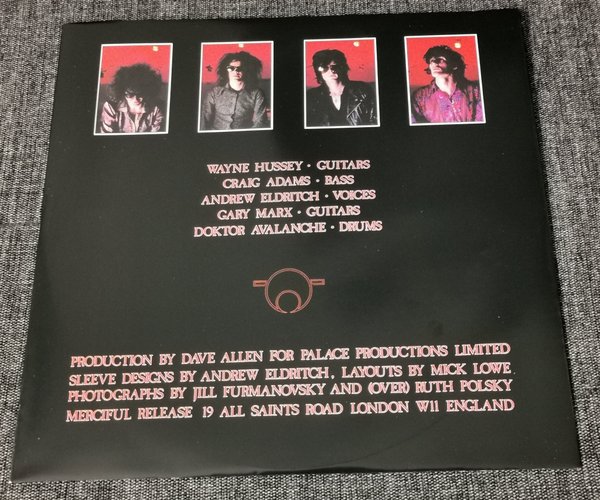 WAYNE HUSSEY · GUITARS
CRAIG ADAMS · BASS
ANDREW ELDRITCH · VOICES
GARY MARX · GUITARS
DOKTOR AVALANCHE · DRUMS
PRODUCTION BY DAVE ALLEN FOR PALACE PRODUCTIONS LIMITED
SLEEVE DESIGNS BY ANDREW ELDRITCH, LAYOUTS BY MICK LOWE.
PHOTOGRAPHS BY JILL FURMANOVSKY AND (OVER) RUTH POLSKY
MERCIFUL RELEASE 19 ALL SAINTS ROAD LONDON W11 ENGLAND